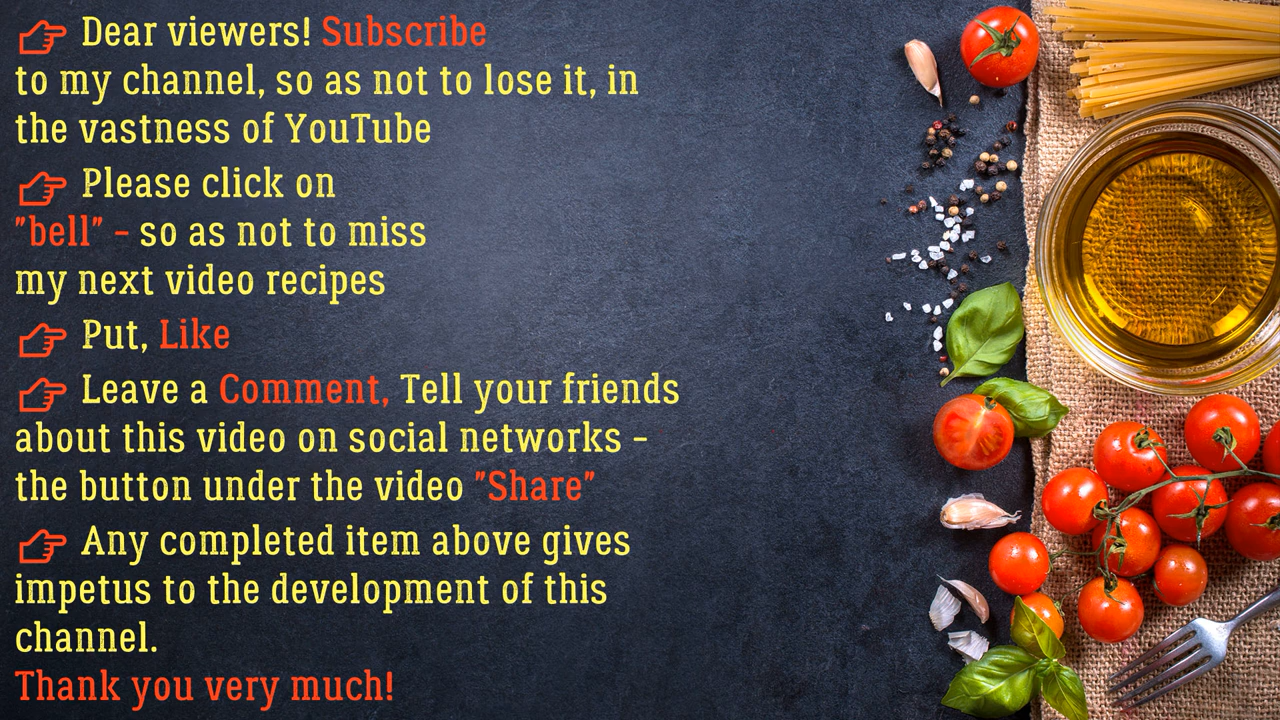 Dear viewers! Subscribe
to my channel, so as not to lose it, in
the vastness of YouTube
Please click on
"bell" - so as not to miss
my next video recipes
Put, Like
Leave a Comment, Tell your friends
about this video on social networks -
the button under the video "Share"
Any completed item above gives
impetus to the development of this
channel.
Thank you very much!